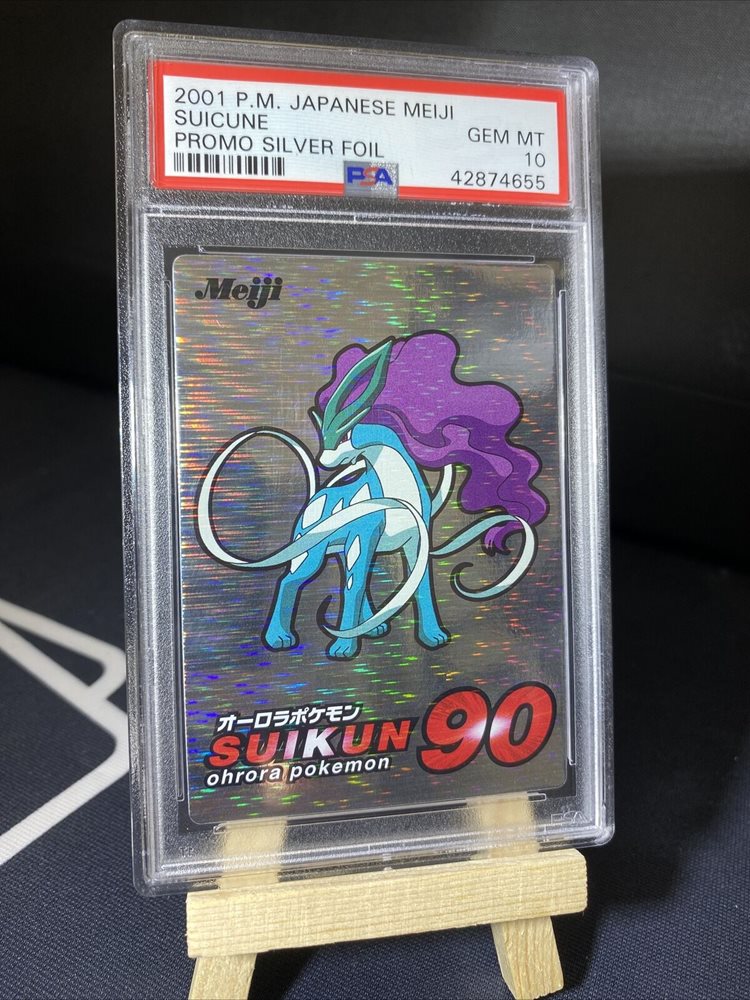 2001 P.M. JAPANESE MEIJI
SUICUNE GEM MT
PROMO SILVER FOIL 10
PSA 42874655
Meiji
オーロラポケモン
SUIKUN 90
ohrora pokemon